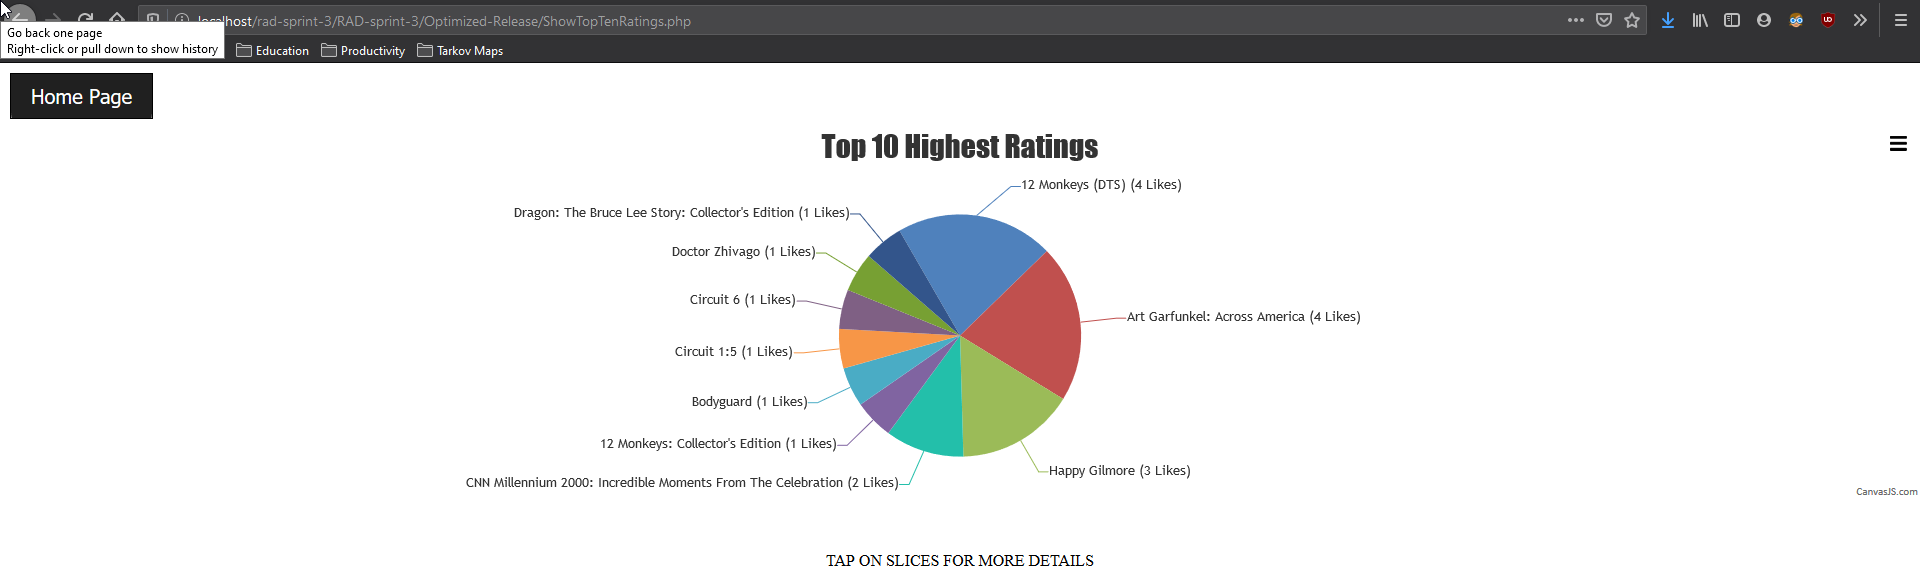 localhost/rad-sprint-3/RAD-sprint-3/Optimized-Release/ShowTopTenRatings.php
Go back one page
Right-click or pull down to show history
Education
Productivity
Tarkov Maps
Home Page
Top 10 Highest Ratings
12 Monkeys (DTS) (4 Likes)
Dragon: The Bruce Lee Story: Collector's Edition (1 Likes)
Doctor Zhivago (1 Likes)
Circuit 6 (1 Likes)
Art Garfunkel: Across America (4 Likes)
Circuit 1:5 (1 Likes)
Bodyguard (1 Likes)
12 Monkeys: Collector's Edition (1 Likes)
Happy Gilmore (3 Likes)
CNN Millennium 2000: Incredible Moments From The Celebration (2 Likes)
CanvasJS.com
TAP ON SLICES FOR MORE DETAILS